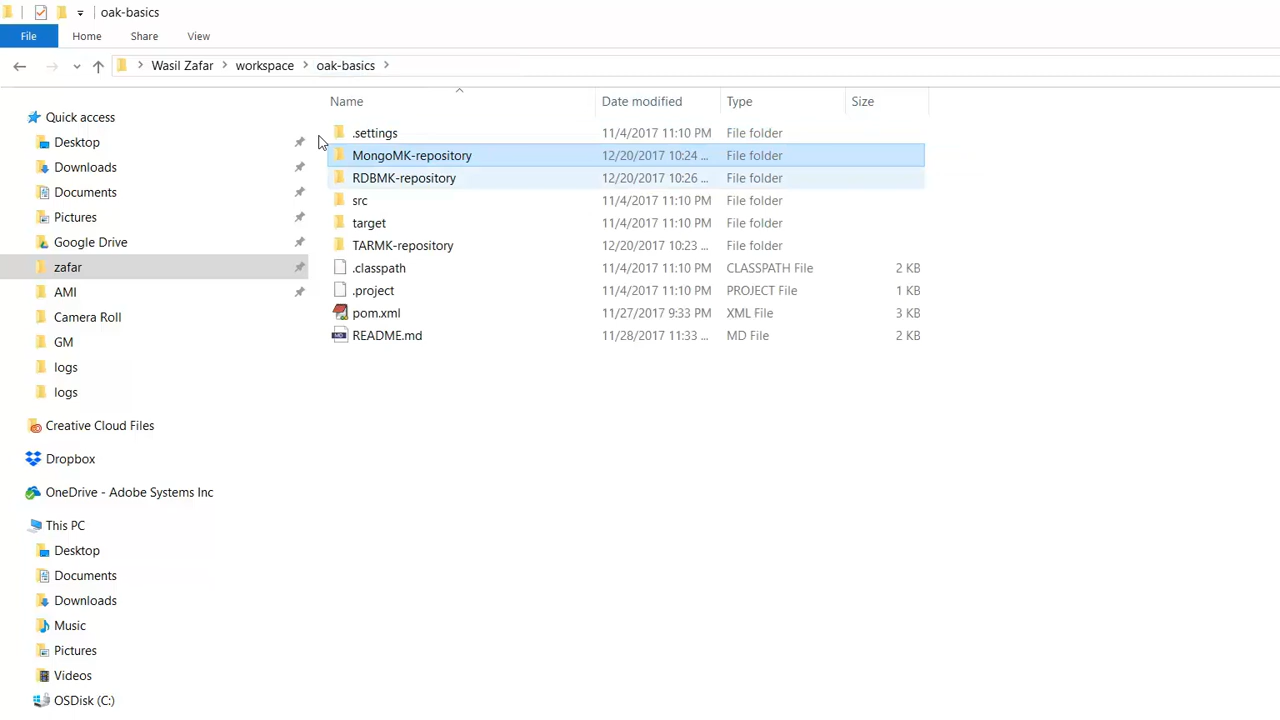 oak-basics
File Home Share View
Wasil Zafar workspace oak-basics
Name Date modified Type Size
Quick access
Desktop
Downloads
Documents
Pictures
Google Drive
zafar
AMI
Camera Roll
GM
logs
logs
Creative Cloud Files
Dropbox
OneDrive - Adobe Systems Inc
This PC
Desktop
Documents
Downloads
Music
Pictures
Videos
OSDisk (C:)
.settings 11/4/2017 11:10 PM File folder
MongoMK-repository 12/20/2017 10:24 ... File folder
RDBMK-repository 12/20/2017 10:26 ... File folder
src 11/4/2017 11:10 PM File folder
target 11/4/2017 11:10 PM File folder
TARMK-repository 12/20/2017 10:23 ... File folder
.classpath 11/4/2017 11:10 PM CLASSPATH File 2 KB
.project 11/4/2017 11:10 PM PROJECT File 1 KB
pom.xml 11/27/2017 9:33 PM XML File 3 KB
README.md 11/28/2017 11:33 ... MD File 2 KB